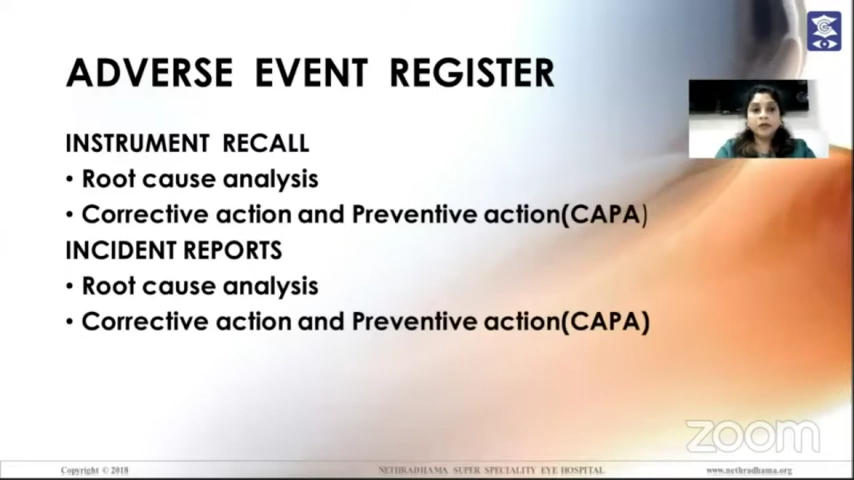 ADVERSE EVENT REGISTER
INSTRUMENT RECALL
• Root cause analysis
• Corrective action and Preventive action(CAPA)
INCIDENT REPORTS
• Root cause analysis
• Corrective action and Preventive action(CAPA)
zoom
Copyright © 2018 NETHRADHAMA SUPER SPECIALITY EYE HOSPITAL www.nethradhama.org